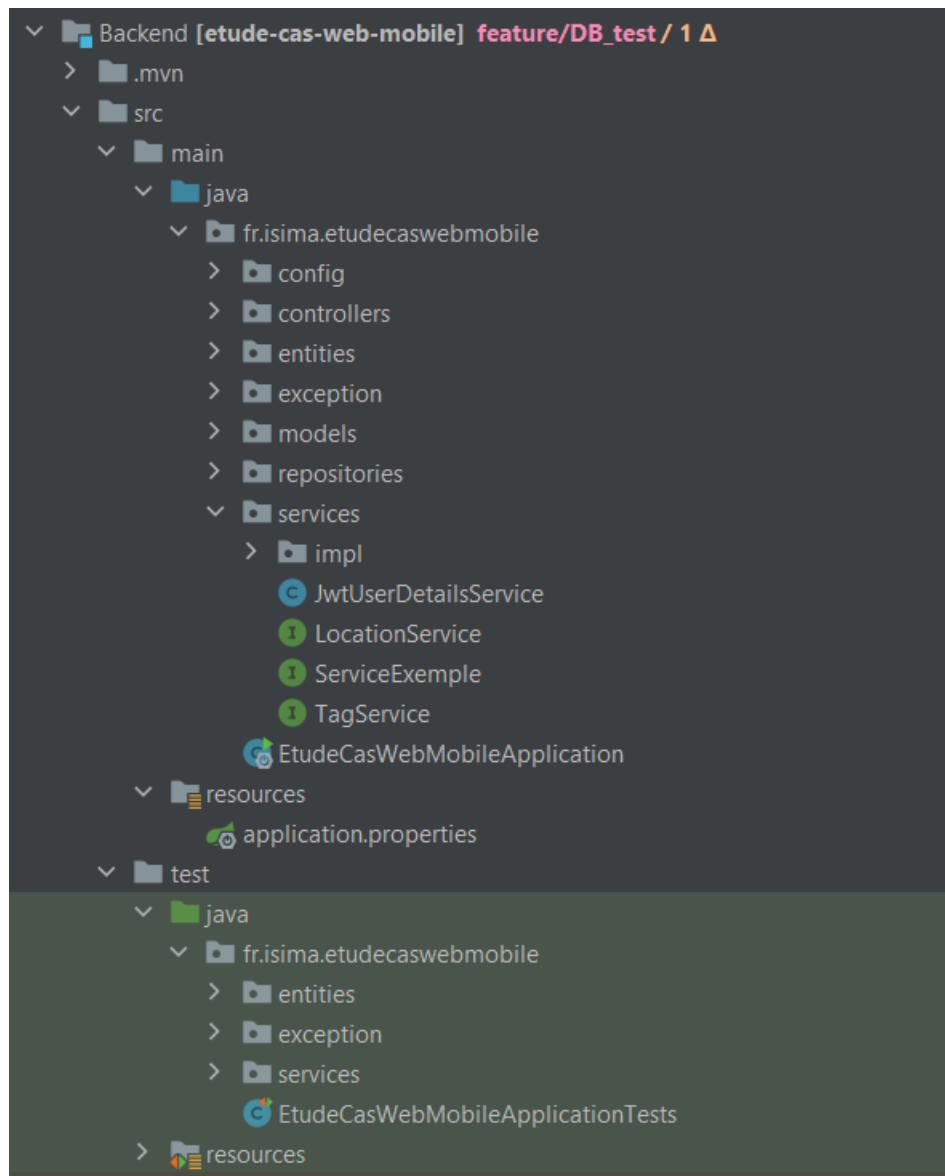 Backend [etude-cas-web-mobile] feature/DB_test / 1 Δ
.mvn
src
main
java
fr.isima.etudecaswebmobile
config
controllers
entities
exception
models
repositories
services
impl
C JwtUserDetailsService
I LocationService
I ServiceExemple
I TagService
EtudeCasWebMobileApplication
resources
application.properties
test
java
fr.isima.etudecaswebmobile
entities
exception
services
C EtudeCasWebMobileApplicationTests
resources